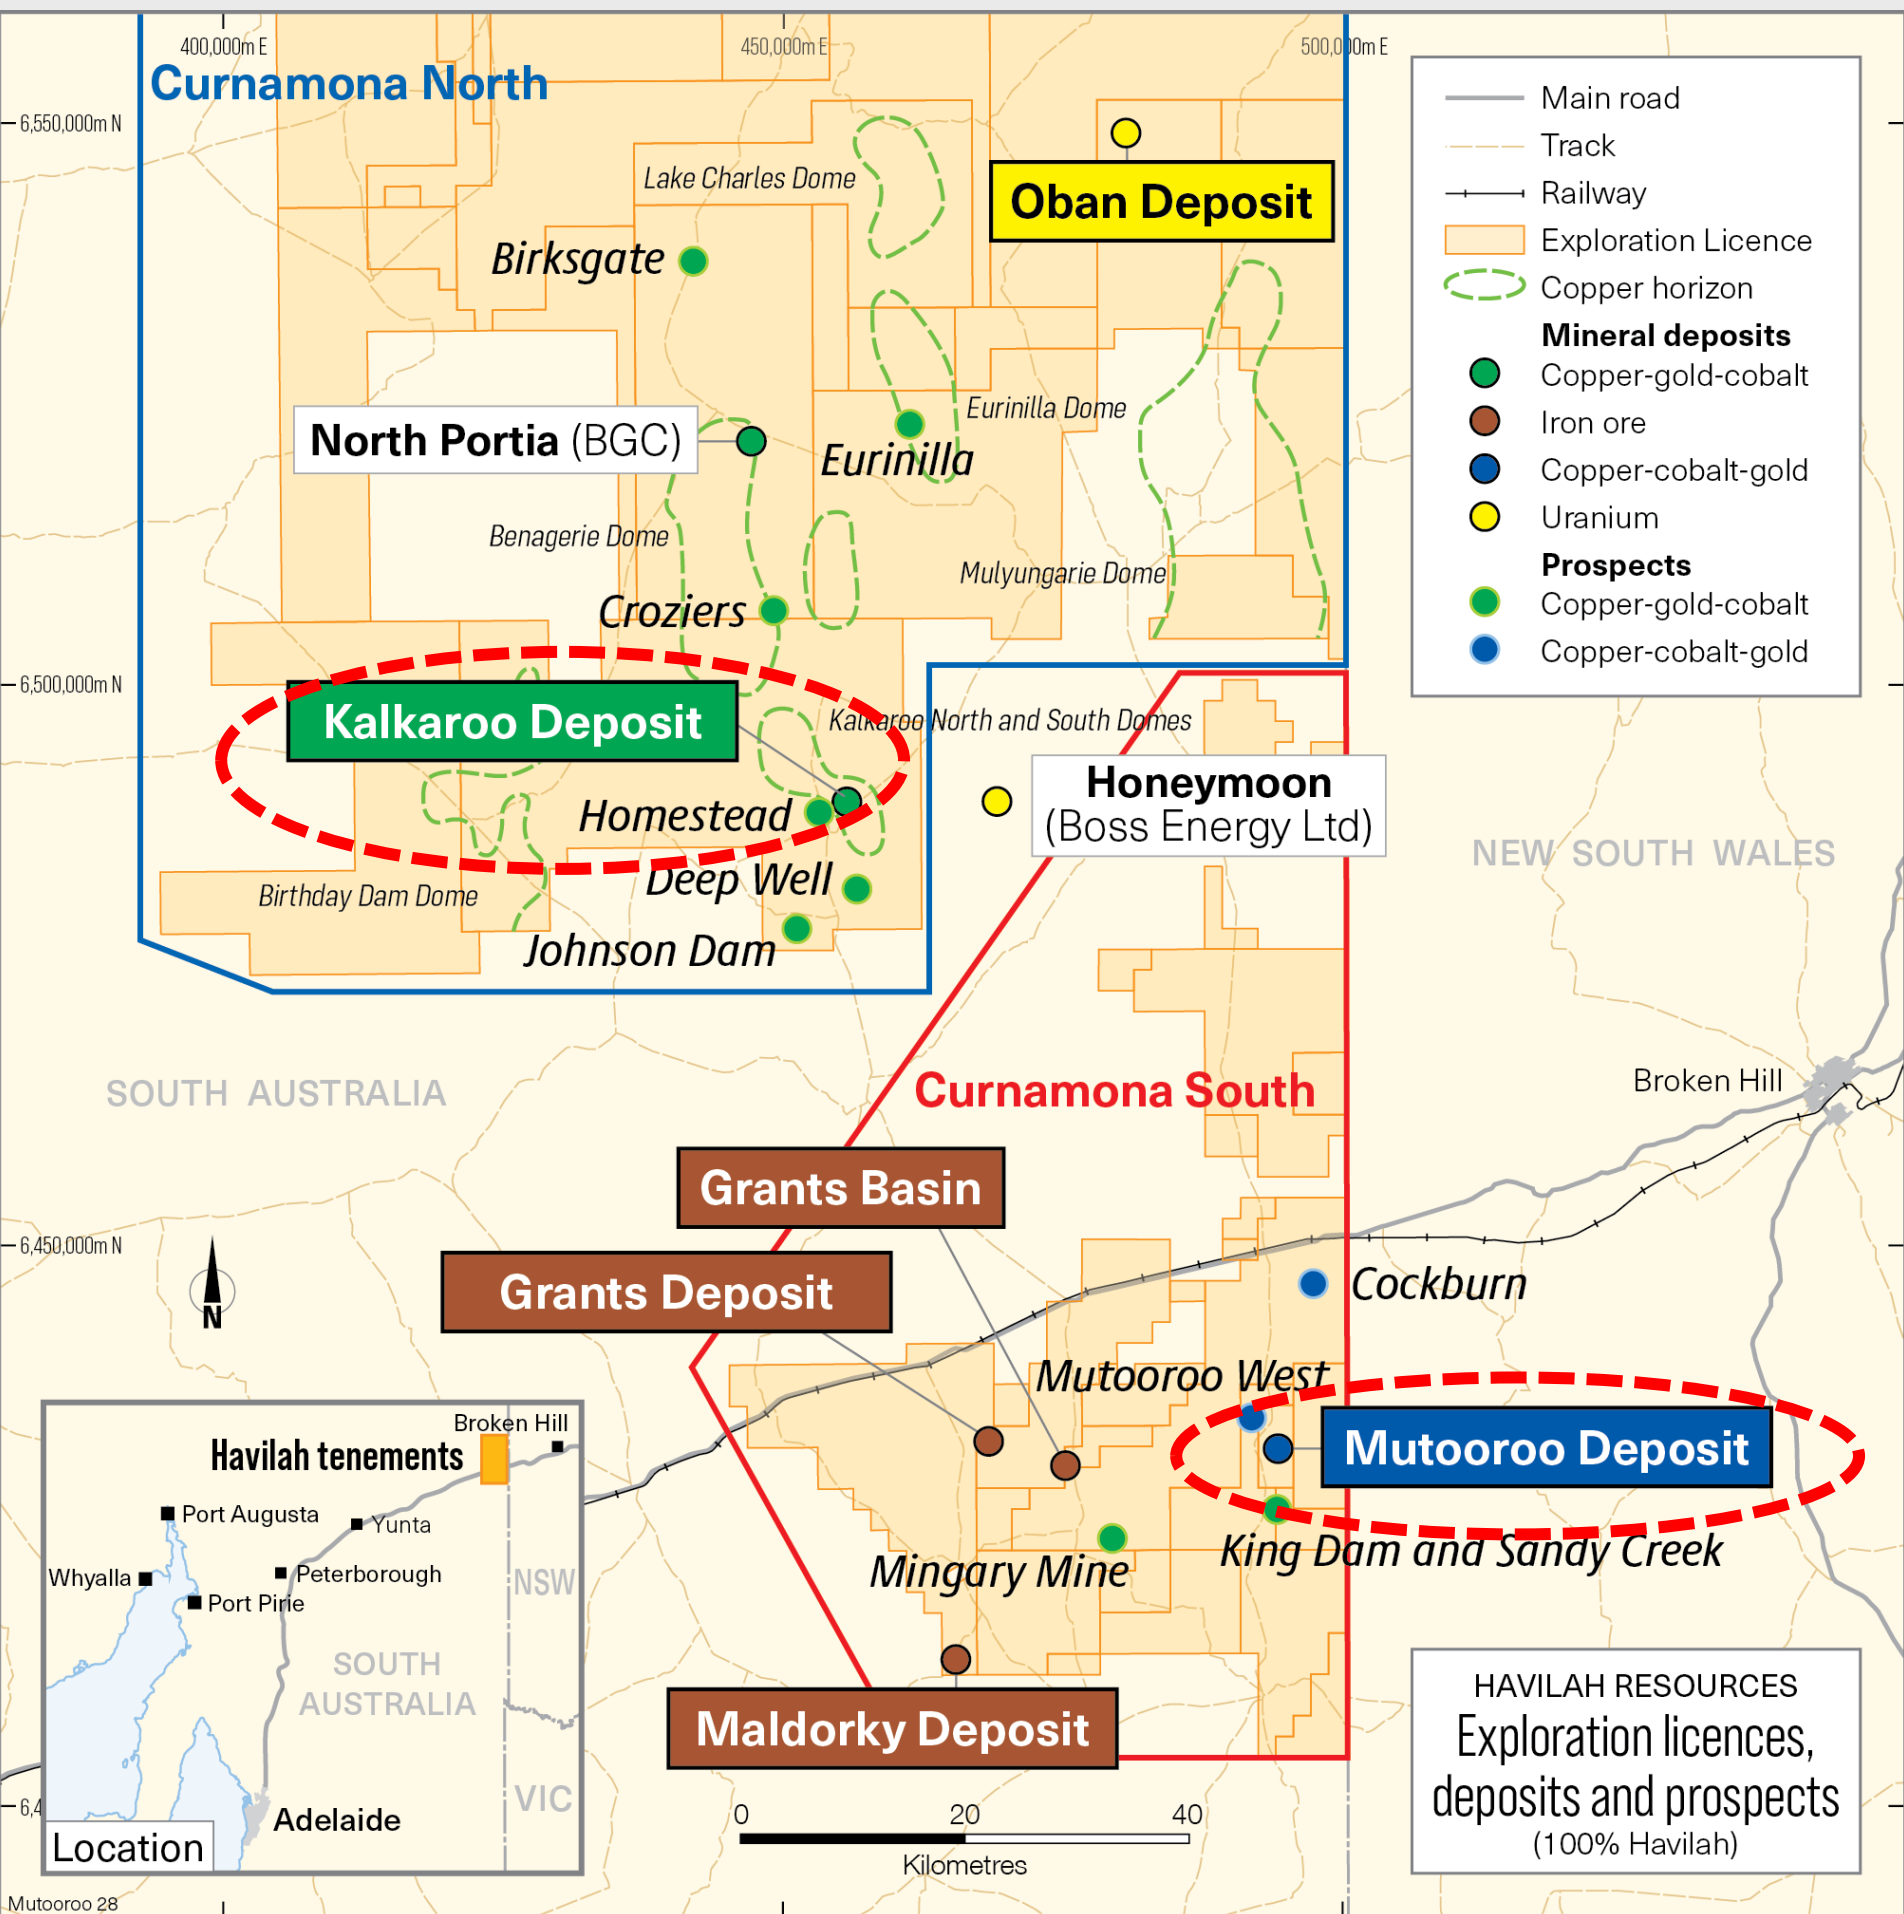 400,000m E
450,000m E
500,000m E
Curnamona North
6,550,000m N
Lake Charles Dome
Oban Deposit
Birksgate
Eurinilla Dome
North Portia (BGC)
Eurinilla
Benagerie Dome
Mulyungarie Dome
Croziers
6,500,000m N
Kalkaroo Deposit
Kalkaroo North and South Domes
Honeymoon
(Boss Energy Ltd)
Homestead
Deep Well
Birthday Dam Dome
Johnson Dam
Main road
Track
Railway
Exploration Licence
Copper horizon
Mineral deposits
Copper-gold-cobalt
Iron ore
Copper-cobalt-gold
Uranium
Prospects
Copper-gold-cobalt
Copper-cobalt-gold
NEW SOUTH WALES
SOUTH AUSTRALIA
Curnamona South
Broken Hill
Grants Basin
6,450,000m N
Grants Deposit
Cockburn
N
Mutooroo West
Mutooroo Deposit
King Dam and Sandy Creek
Mingary Mine
Maldorky Deposit
Broken Hill
Havilah tenements
Port Augusta
Yunta
Whyalla
Peterborough
NSW
Port Pirie
SOUTH
AUSTRALIA
VIC
Adelaide
Location
6,4
0 20 40
Kilometres
HAVILAH RESOURCES
Exploration licences,
deposits and prospects
(100% Havilah)
Mutooroo 28